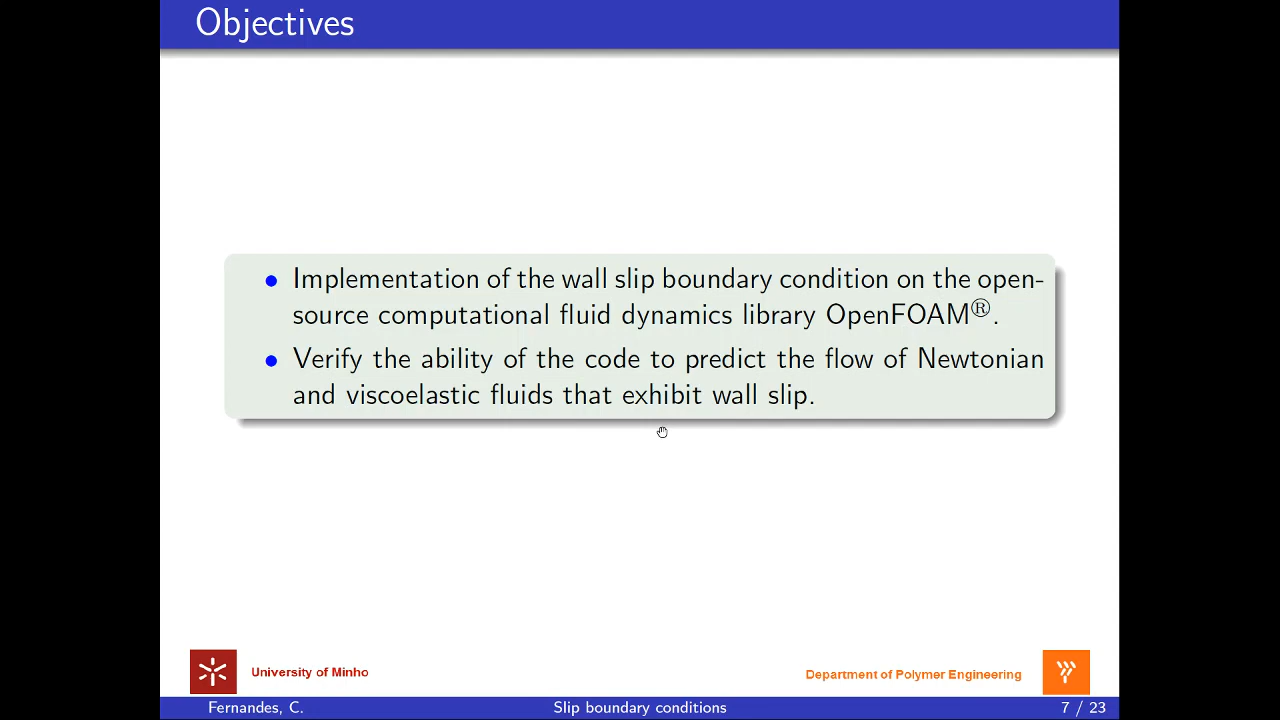 Objectives
• Implementation of the wall slip boundary condition on the open-
source computational fluid dynamics library OpenFOAM®.
• Verify the ability of the code to predict the flow of Newtonian
and viscoelastic fluids that exhibit wall slip.
University of Minho
Department of Polymer Engineering
Fernandes, C.
Slip boundary conditions
7 / 23